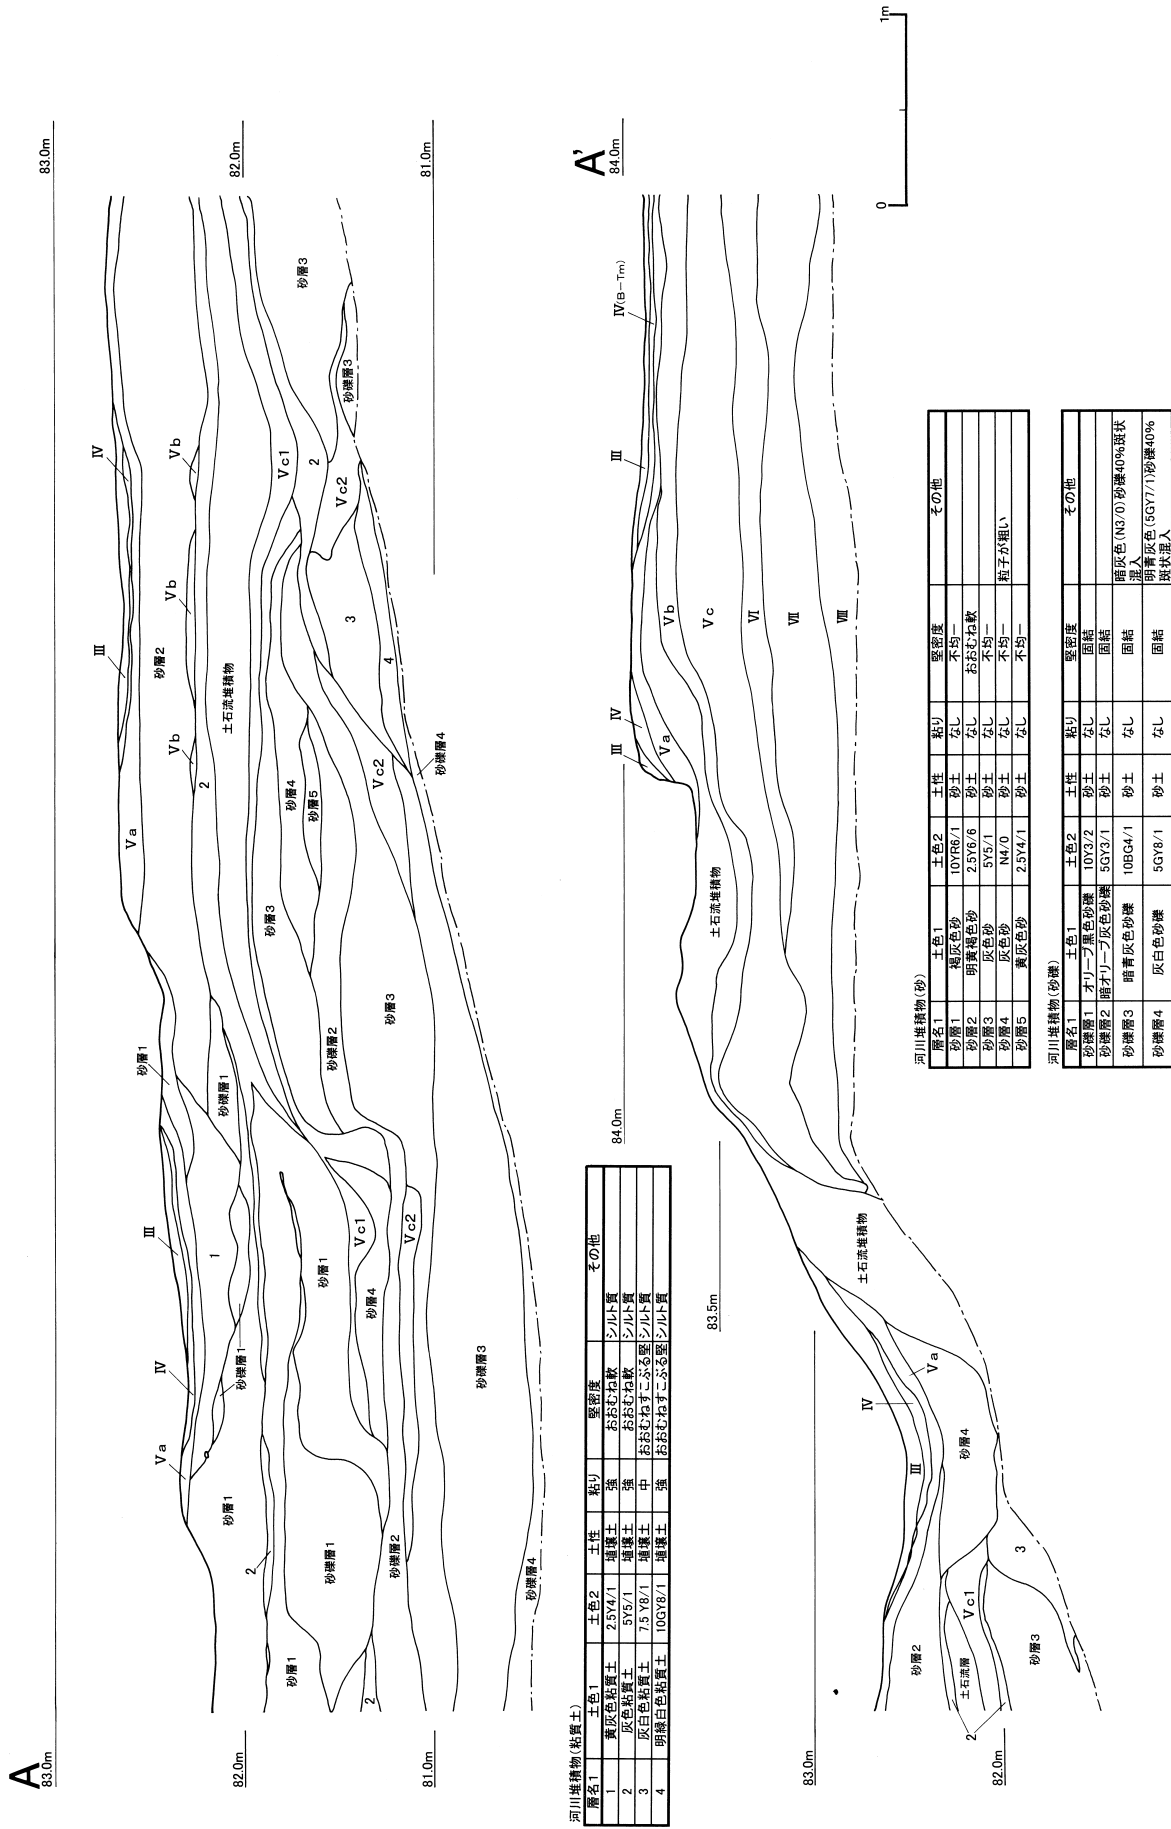 A
83.0m
83.0m
82.0m
82.0m
81.0m
81.0m
Va
IV
III
砂層1
III
IV
Va
砂層2
Vb
Vb
Vb
砂層1
砂礫層1
1
砂礫層1
2
土石流堆積物
2
砂層1
砂礫層1
砂層1
Vc1
砂層3
砂層4
砂層5
Vc1
2
砂層3
2
砂礫層2
砂層4
Vc2
砂礫層2
砂層3
Vc2
3
4
Vc2
砂礫層3
砂層3
砂礫層4
砂礫層4
A'
84.0m
84.0m
83.5m
83.0m
82.0m
III
IV
Va
III
IV(B-Tm)
Vb
Vc
VI
VII
VIII
土石流堆積物
土石流堆積物
IV
Va
III
砂層4
砂層2
土石流層
Vc1
3
2
砂層3
0
1m
河川堆積物(粘質土)
層名1 土色1 土色2 土性 粘り 堅密度 その他
1 黄灰色粘質土 2.5Y4/1 埴壌土 強 おおむね軟 シルト質
2 灰色粘質土 5Y5/1 埴壌土 強 おおむね軟 シルト質
3 灰白色粘質土 7.5Y8/1 埴壌土 中 おおむねすこぶる堅 シルト質
4 明緑白色粘質土 10GY8/1 埴壌土 強 おおむねすこぶる堅 シルト質
河川堆積物(砂)
層名1 土色1 土色2 土性 粘り 堅密度 その他
砂層1 褐灰色砂 10YR6/1 砂土 なし 不均一
砂層2 明黄褐色砂 2.5Y6/6 砂土 なし おおむね軟
砂層3 灰色砂 5Y5/1 砂土 なし 不均一
砂層4 灰色砂 N4/0 砂土 なし 不均一 粒子が粗い
砂層5 黄灰色砂 2.5Y4/1 砂土 なし 不均一
河川堆積物(砂礫)
層名1 土色1 土色2 土性 粘り 堅密度 その他
砂礫層1 オリーブ黒色砂礫 10Y3/2 砂土 なし 固結
砂礫層2 暗オリーブ灰色砂礫 5GY3/1 砂土 なし 固結
砂礫層3 暗青灰色砂礫 10BG4/1 砂土 なし 固結 暗灰色(N3/0)砂礫40%斑状
混入
砂礫層4 灰白色砂礫 5GY8/1 砂土 なし 固結 明青灰色(5GY7/1)砂礫40%
斑状混入